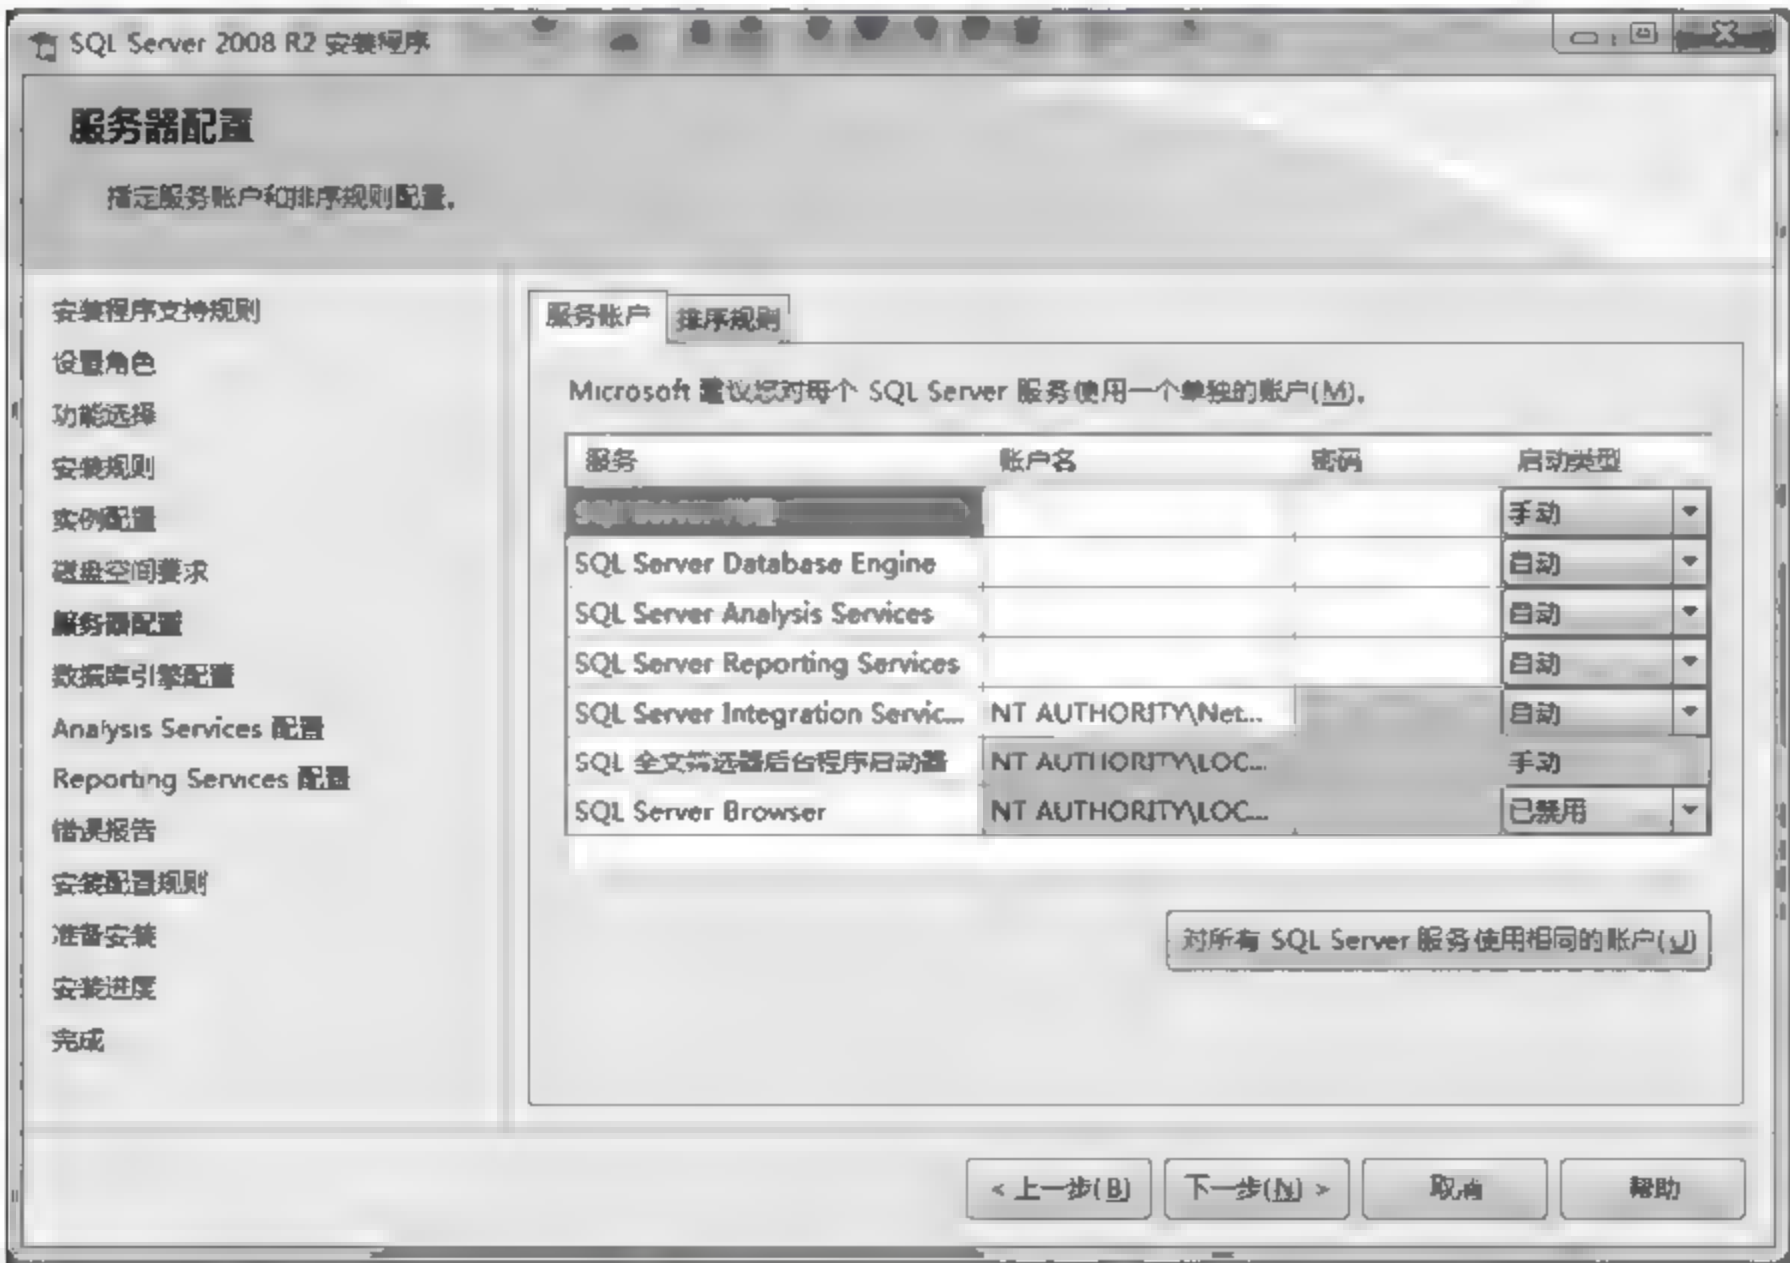 SQL Server 2008 R2 安装程序
服务器配置
指定服务账户和排序规则配置。
安装程序支持规则
设置角色
功能选择
安装规则
实例配置
磁盘空间要求
服务器配置
数据库引擎配置
Analysis Services 配置
Reporting Services 配置
错误报告
安装配置规则
准备安装
安装进度
完成
服务账户 排序规则
Microsoft 建议您对每个 SQL Server 服务使用一个单独的账户(M)。
服务 账户名 密码 启动类型
手动
SQL Server Database Engine 自动
SQL Server Analysis Services 自动
SQL Server Reporting Services 自动
SQL Server Integration Servic... NT AUTHORITY\Net... 自动
SQL 全文筛选器后台程序启动器 NT AUTHORITY\LOC... 手动
SQL Server Browser NT AUTHORITY\LOC... 已禁用
对所有 SQL Server 服务使用相同的账户(U)
< 上一步(B) 下一步(N) > 取消 帮助